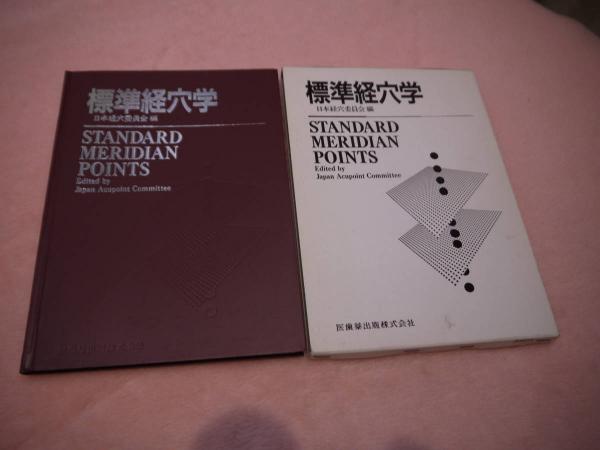 標準経穴学
日本経穴委員会 編
STANDARD
MERIDIAN
POINTS
Edited by
Japan Acupoint Committee
標準経穴学
日本経穴委員会 編
STANDARD
MERIDIAN
POINTS
Edited by
Japan Acupoint Committee
医歯薬出版株式会社